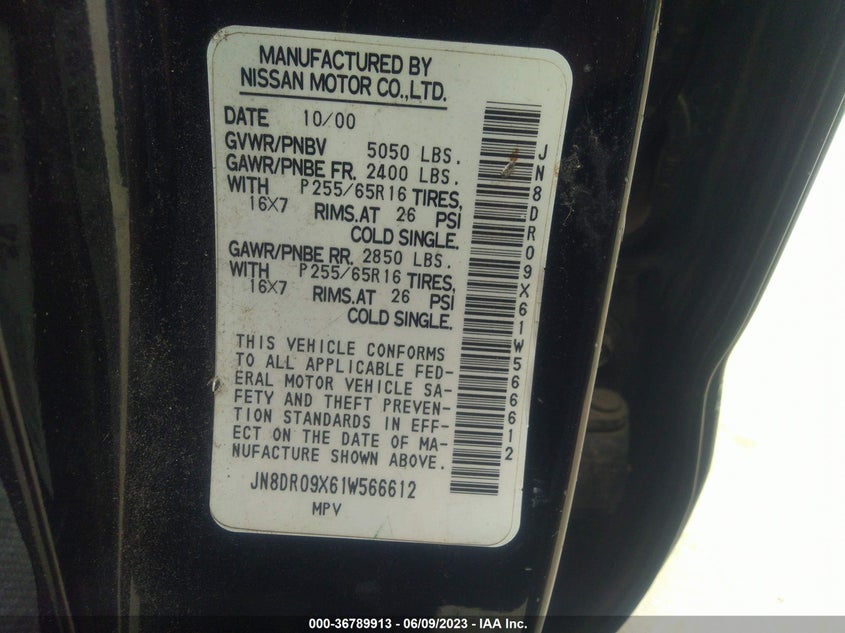 MANUFACTURED BY
NISSAN MOTOR CO.,LTD.
DATE 10/00
GVWR/PNBV 5050 LBS.
GAWR/PNBE FR. 2400 LBS.
WITH P255/65R16 TIRES,
16X7 RIMS.AT 26 PSI
COLD SINGLE.
GAWR/PNBE RR. 2850 LBS.
WITH P255/65R16 TIRES,
16X7 RIMS.AT 26 PSI
COLD SINGLE.
THIS VEHICLE CONFORMS
TO ALL APPLICABLE FED-
ERAL MOTOR VEHICLE SA-
FETY AND THEFT PREVEN-
TION STANDARDS IN EFF-
ECT ON THE DATE OF MA-
NUFACTURE SHOWN ABOVE.
JN8DR09X61W566612
MPV
JN8DR09X61W566612
000-36789913 - 06/09/2023 - IAA Inc.